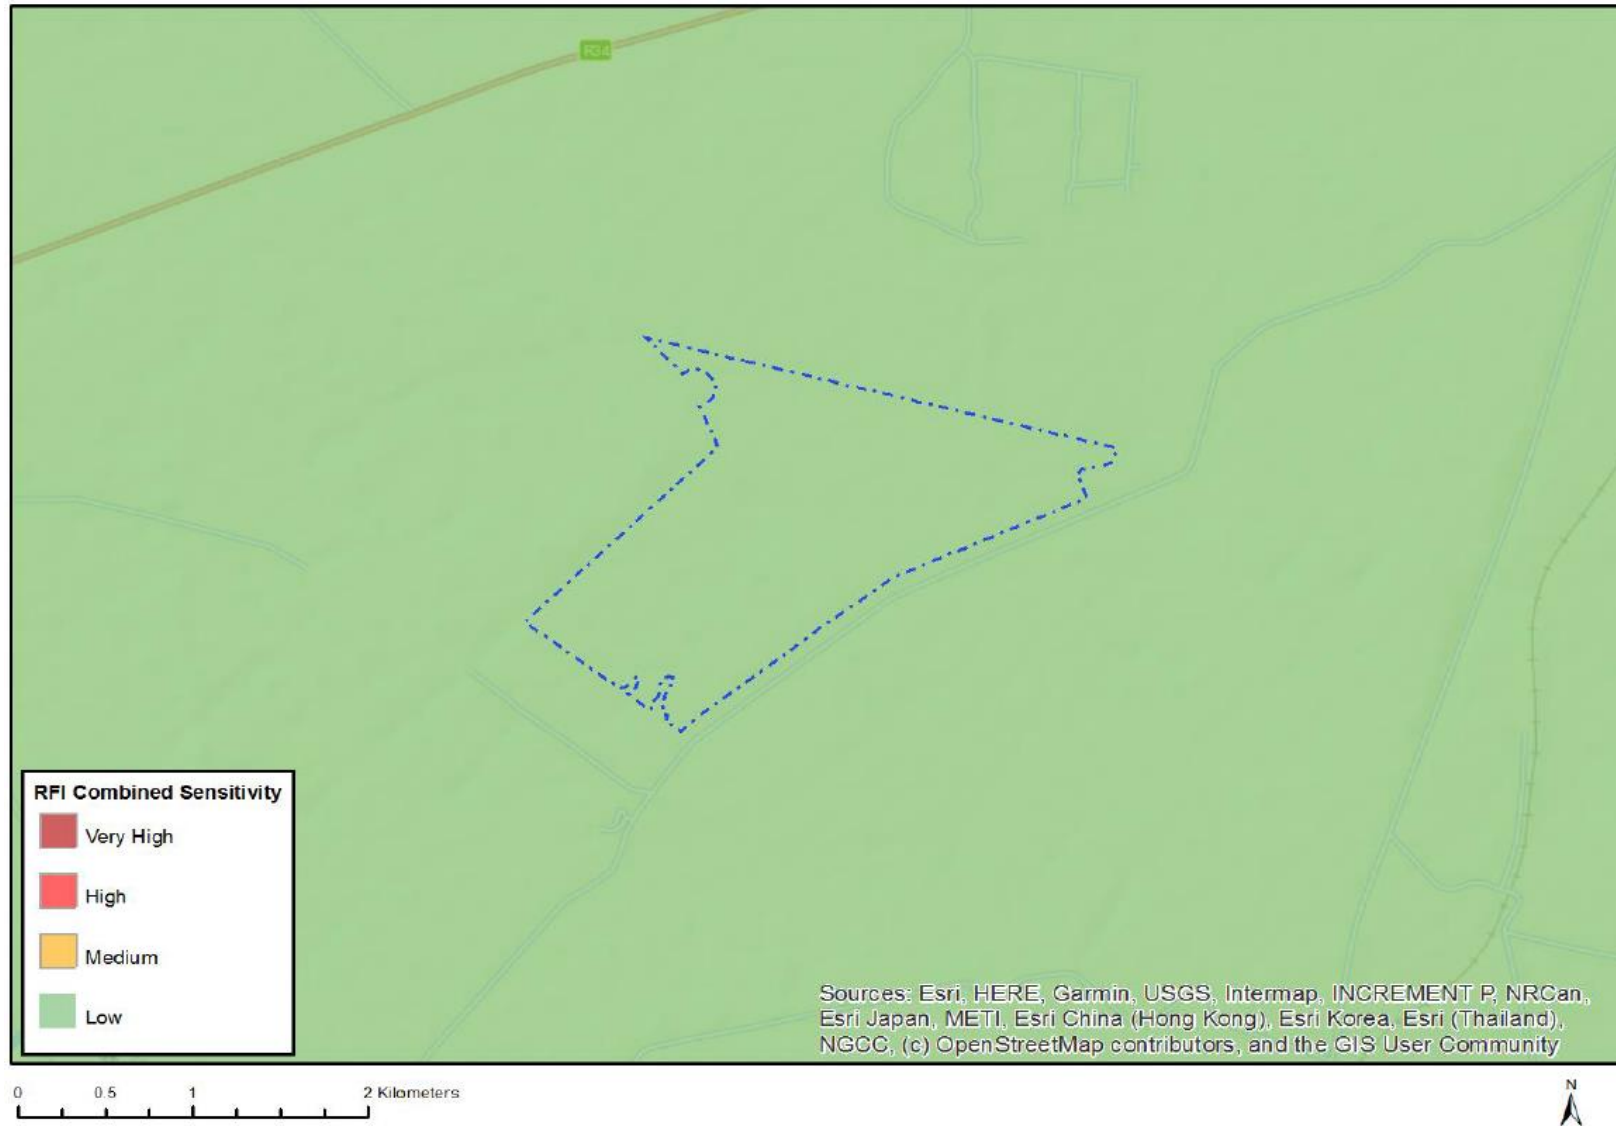 R34
RFI Combined Sensitivity
Very High
High
Medium
Low
Sources: Esri, HERE, Garmin, USGS, Intermap, INCREMENT P, NRCan,
Esri Japan, METI, Esri China (Hong Kong), Esri Korea, Esri (Thailand),
NGCC, (c) OpenStreetMap contributors, and the GIS User Community
0 0.5 1 2 Kilometers
N